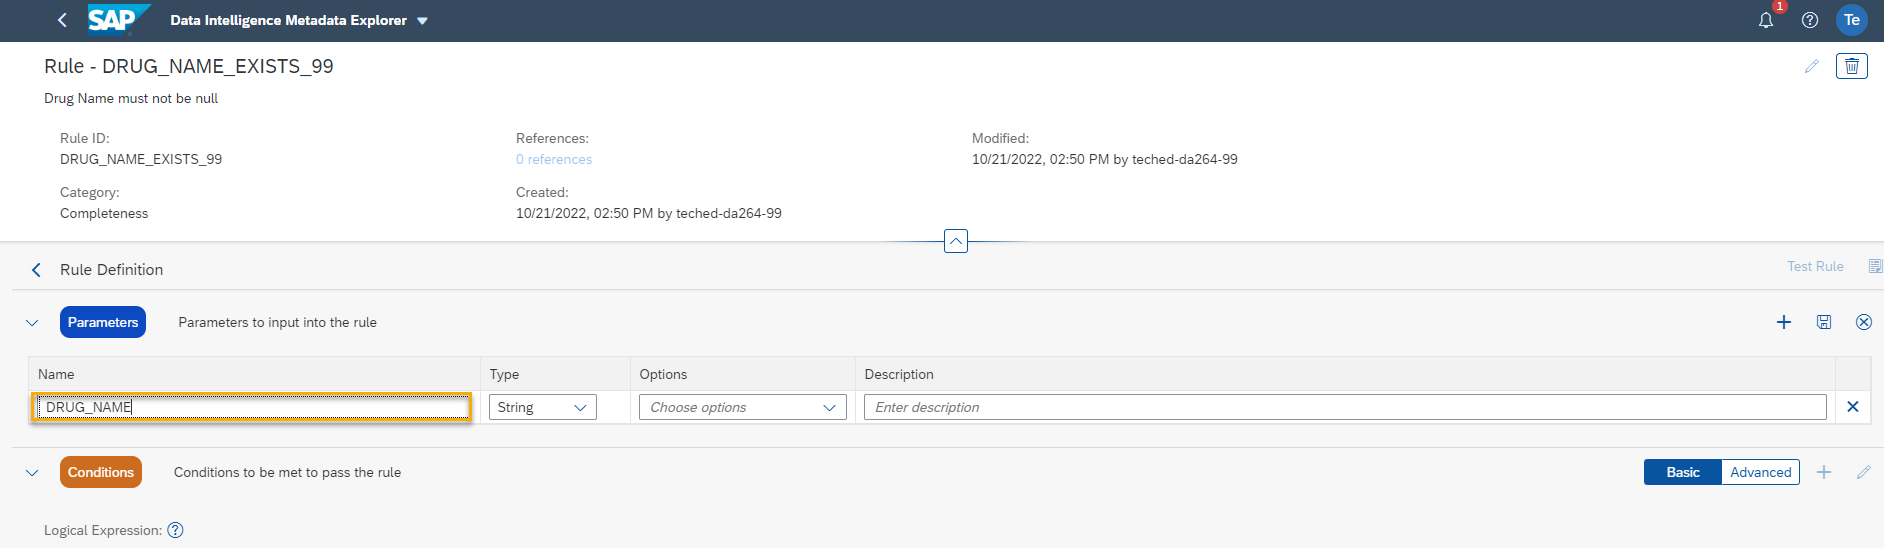 SAP Data Intelligence Metadata Explorer 1 Te
Rule - DRUG_NAME_EXISTS_99
Drug Name must not be null
Rule ID: References: Modified:
DRUG_NAME_EXISTS_99 0 references 10/21/2022, 02:50 PM by teched-da264-99
Category: Created:
Completeness 10/21/2022, 02:50 PM by teched-da264-99
Rule Definition Test Rule
Parameters Parameters to input into the rule
Name Type Options Description
DRUG_NAME String Choose options Enter description
Conditions Conditions to be met to pass the rule Basic Advanced
Logical Expression: